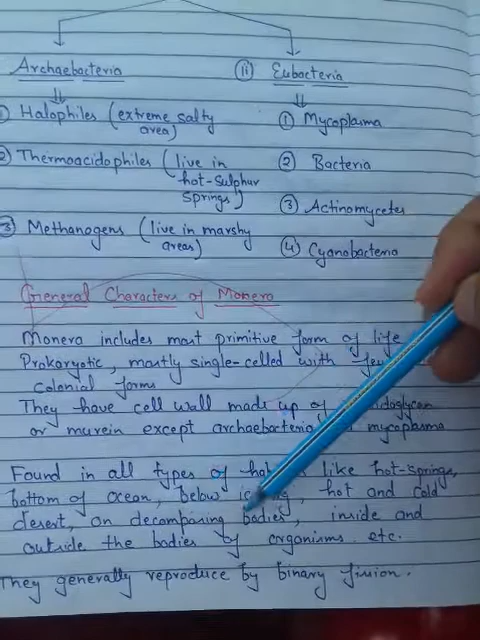 Archaebacteria (ii) Eubacteria
① Halophiles (extreme salty area) ① Mycoplasma
② Thermoacidophiles (live in hot-sulphur springs) ② Bacteria
③ Actinomycetes
③ Methanogens (live in marshy areas) ④ Cyanobacteria
General Characters of Monera
Monera includes most primitive form of life
Prokaryotic, mostly single-celled with
colonial forms
They have cell wall made up of
or murein except archaebacteria mycoplasma
Found in all types of like hot-springs,
bottom of ocean, below, hot and cold
desert, on decomposing bodies, inside and
outside the bodies of organisms etc.
They generally reproduce by binary fission.